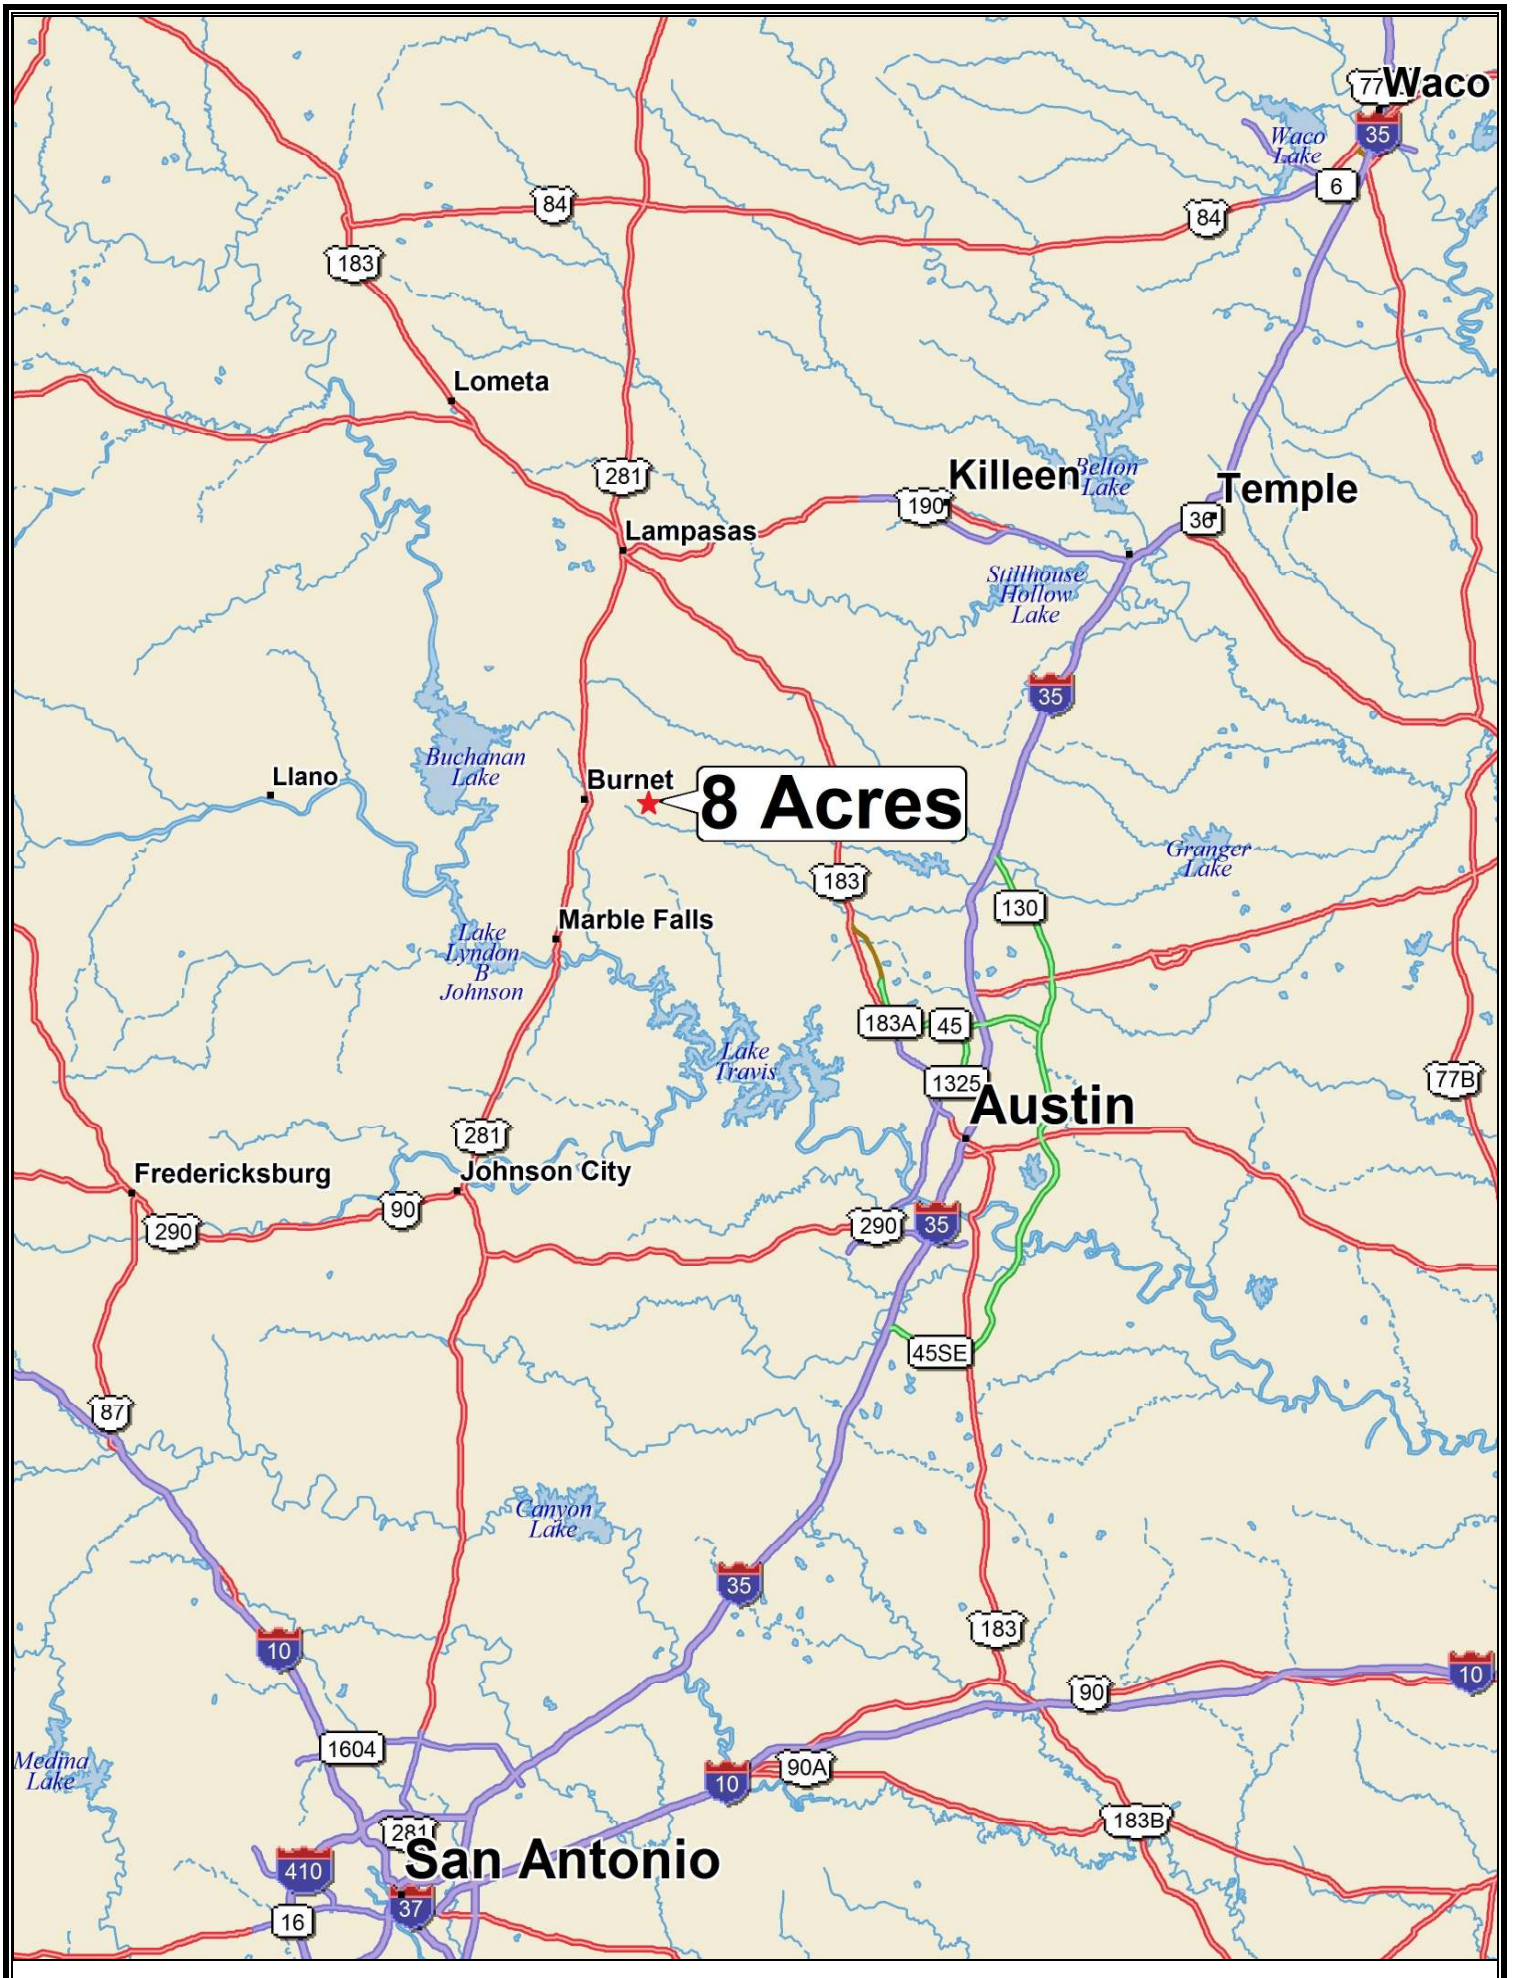 77
Waco
35
Waco
Lake
6
84
84
183
Lometa
281
Killeen
Belton
Lake
Temple
190
36
Lampasas
Stillhouse
Hollow
Lake
35
Buchanan
Lake
Llano
Burnet
8 Acres
Granger
Lake
183
130
Marble Falls
Lake
Lyndon
B
Johnson
183A
45
Lake
Travis
1325
77B
Austin
281
Fredericksburg
Johnson City
90
290
290
35
45SE
87
Canyon
Lake
35
183
10
10
90
1604
Medina
Lake
10
90A
183B
281
San Antonio
410
37
16